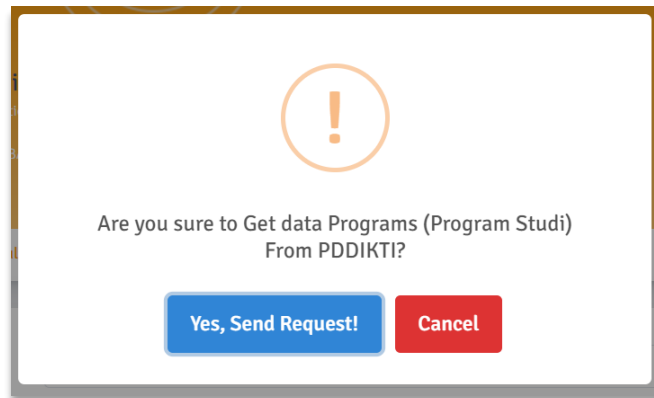 !
Are you sure to Get data Programs (Program Studi)
From PDDIKTI?
Yes, Send Request!
Cancel